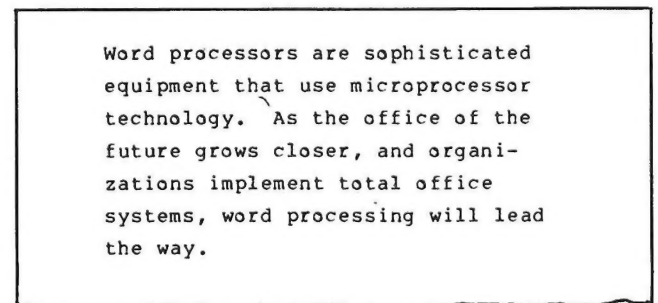 Word processors are sophisticated
equipment that use microprocessor
technology. As the office of the
future grows closer, and organi-
zations implement total office
systems, word processing will lead
the way.